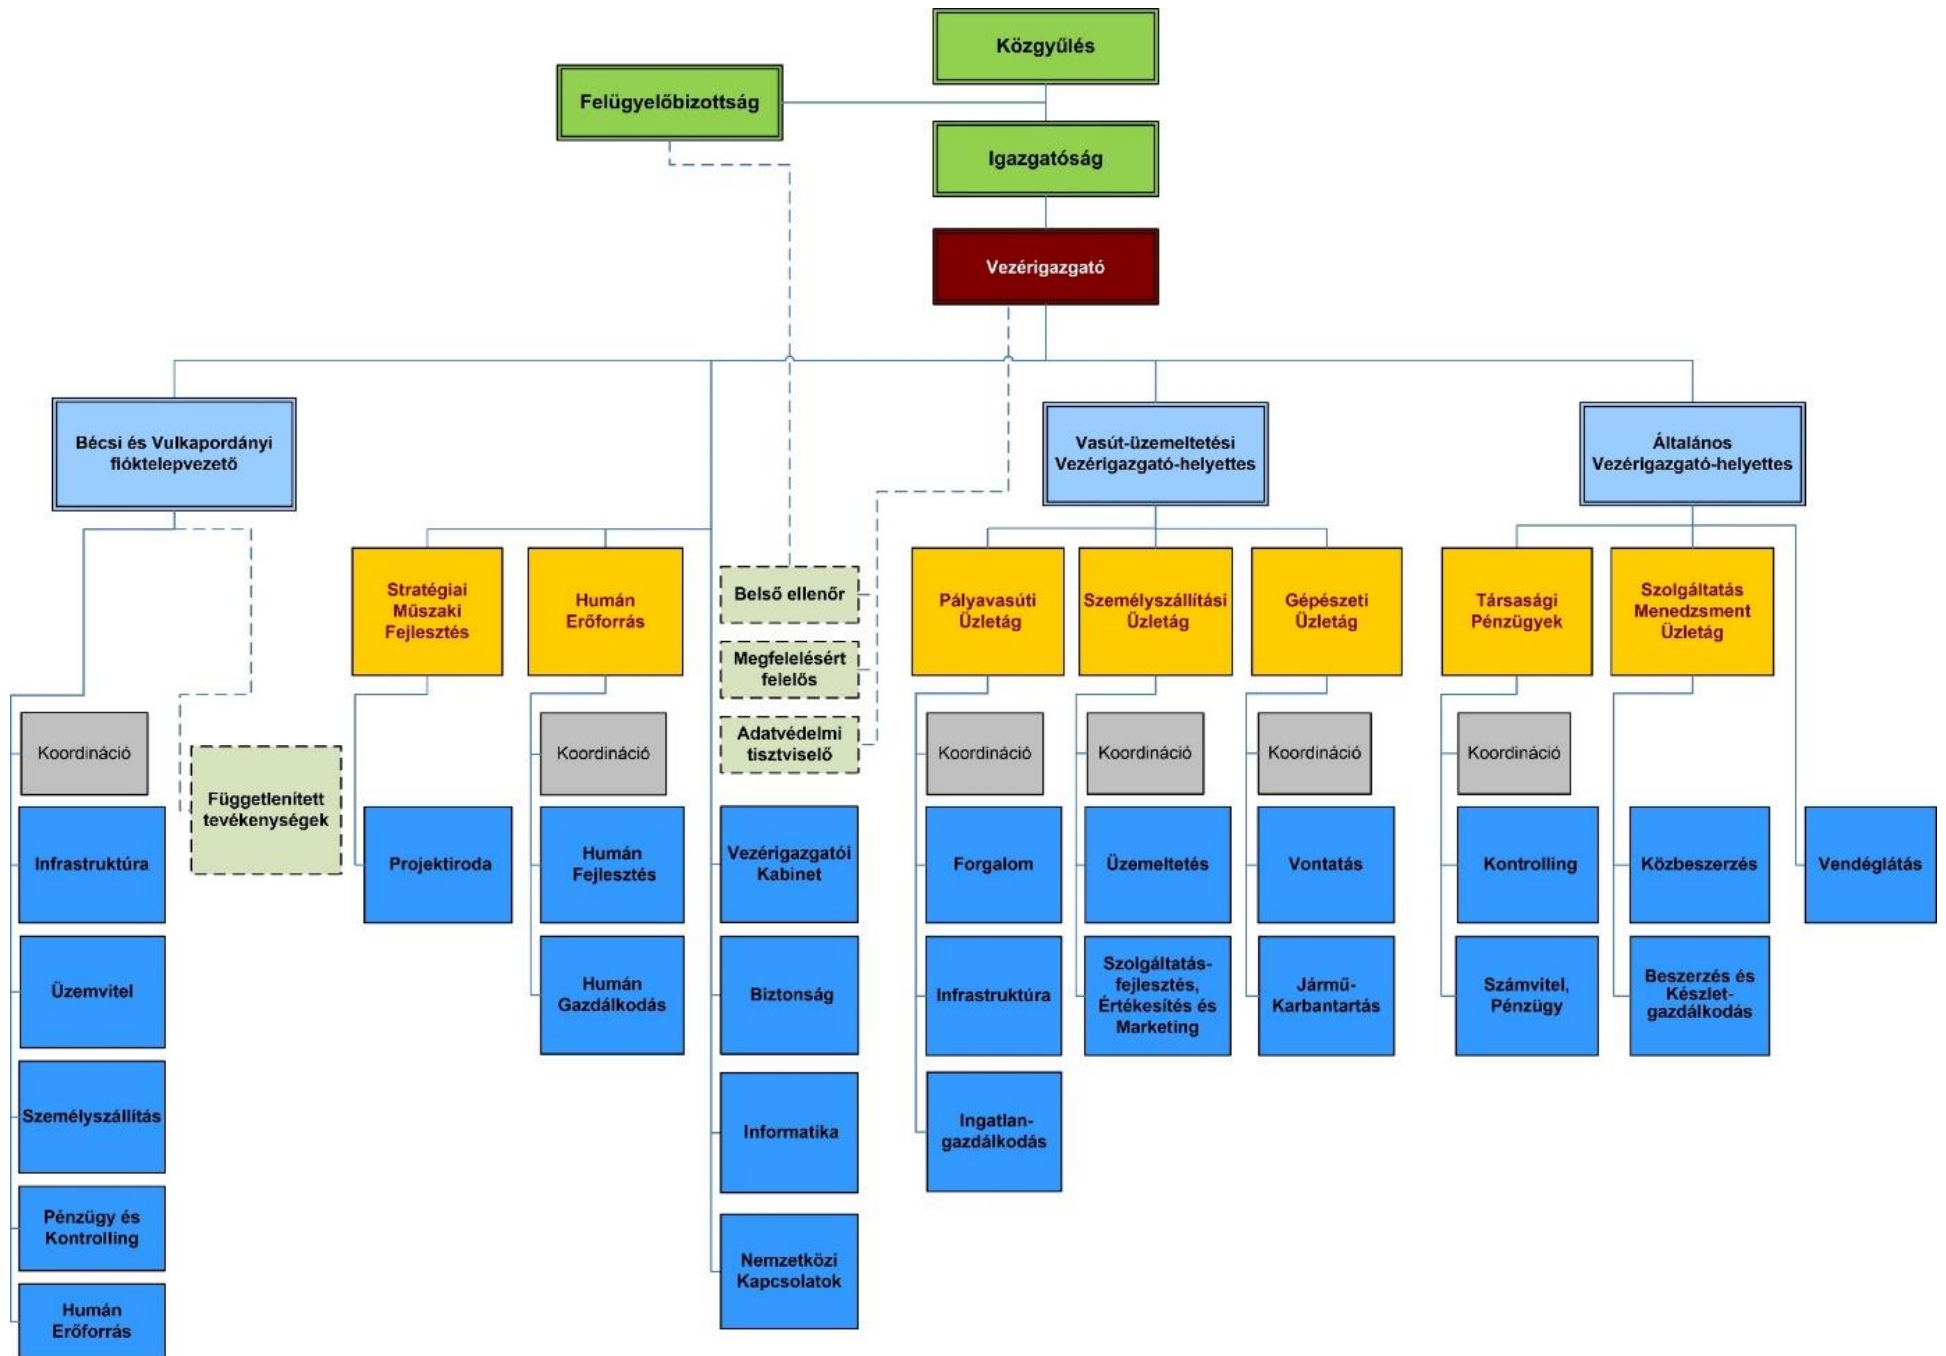 Közgyűlés
Felügyelőbizottság
Igazgatóság
Vezérigazgató
Bécsi és Vulkapordányi
fióktelepvezető
Vasút-üzemeltetési
Vezérigazgató-helyettes
Általános
Vezérigazgató-helyettes
Stratégiai
Műszaki
Fejlesztés
Humán
Erőforrás
Belső ellenőr
Megfelelésért
felelős
Adatvédelmi
tisztviselő
Pályavasúti
Üzletág
Személyszállítási
Üzletág
Gépészeti
Üzletág
Társasági
Pénzügyek
Szolgáltatás
Menedzsment
Üzletág
Koordináció
Függetlenített
tevékenységek
Koordináció
Koordináció
Koordináció
Koordináció
Koordináció
Infrastruktúra
Projektiroda
Humán
Fejlesztés
Vezérigazgatói
Kabinet
Forgalom
Üzemeltetés
Vontatás
Kontrolling
Közbeszerzés
Vendéglátás
Üzemvitel
Humán
Gazdálkodás
Biztonság
Infrastruktúra
Szolgáltatás-
fejlesztés,
Értékesítés és
Marketing
Jármű-
Karbantartás
Számvitel,
Pénzügy
Beszerzés és
Készlet-
gazdálkodás
Személyszállítás
Informatika
Ingatlan-
gazdálkodás
Pénzügy és
Kontrolling
Nemzetközi
Kapcsolatok
Humán
Erőforrás